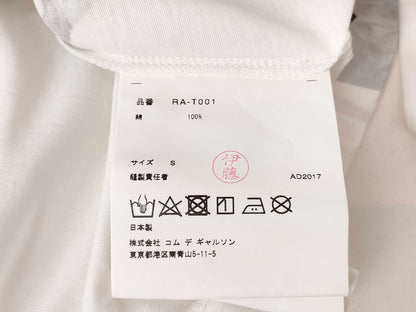 品番 RA-T001
綿 100%
サイズ S
縫製責任者 伊藤 AD2017
日本製
株式会社 コム デ ギャルソン
東京都港区南青山5-11-5